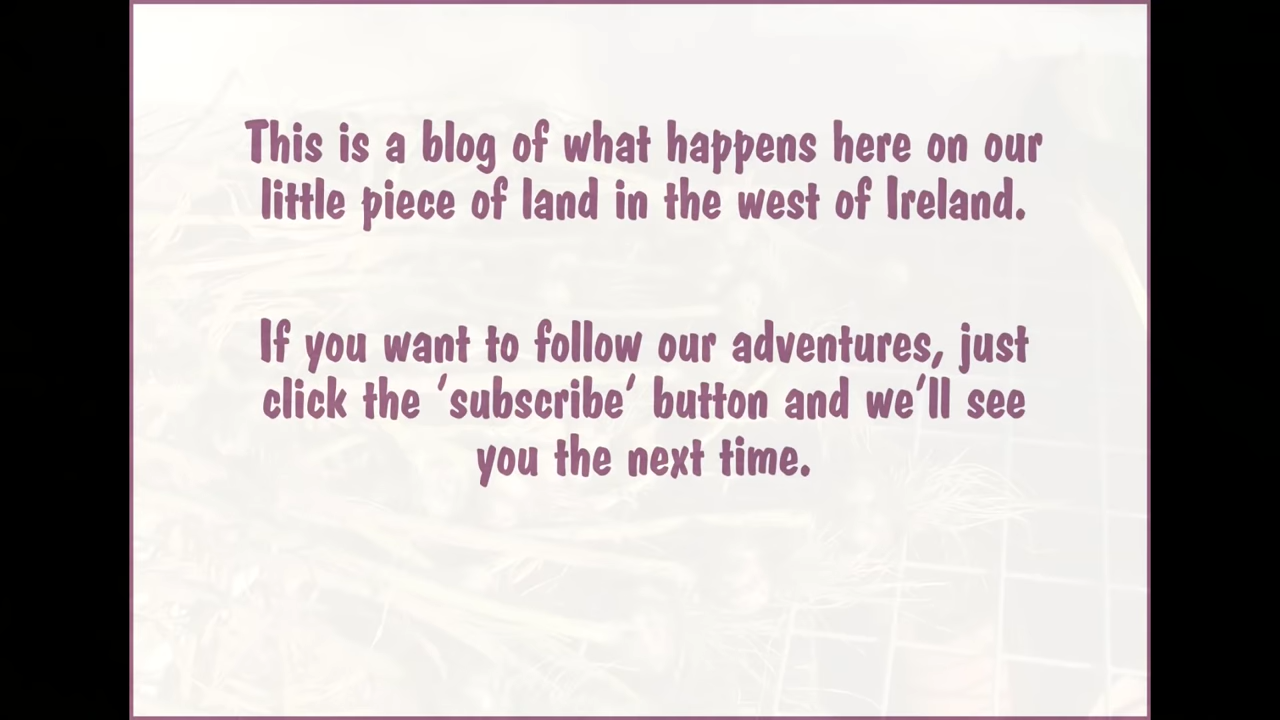 This is a blog of what happens here on our
little piece of land in the west of Ireland.
If you want to follow our adventures, just
click the ‘subscribe’ button and we’ll see
you the next time.